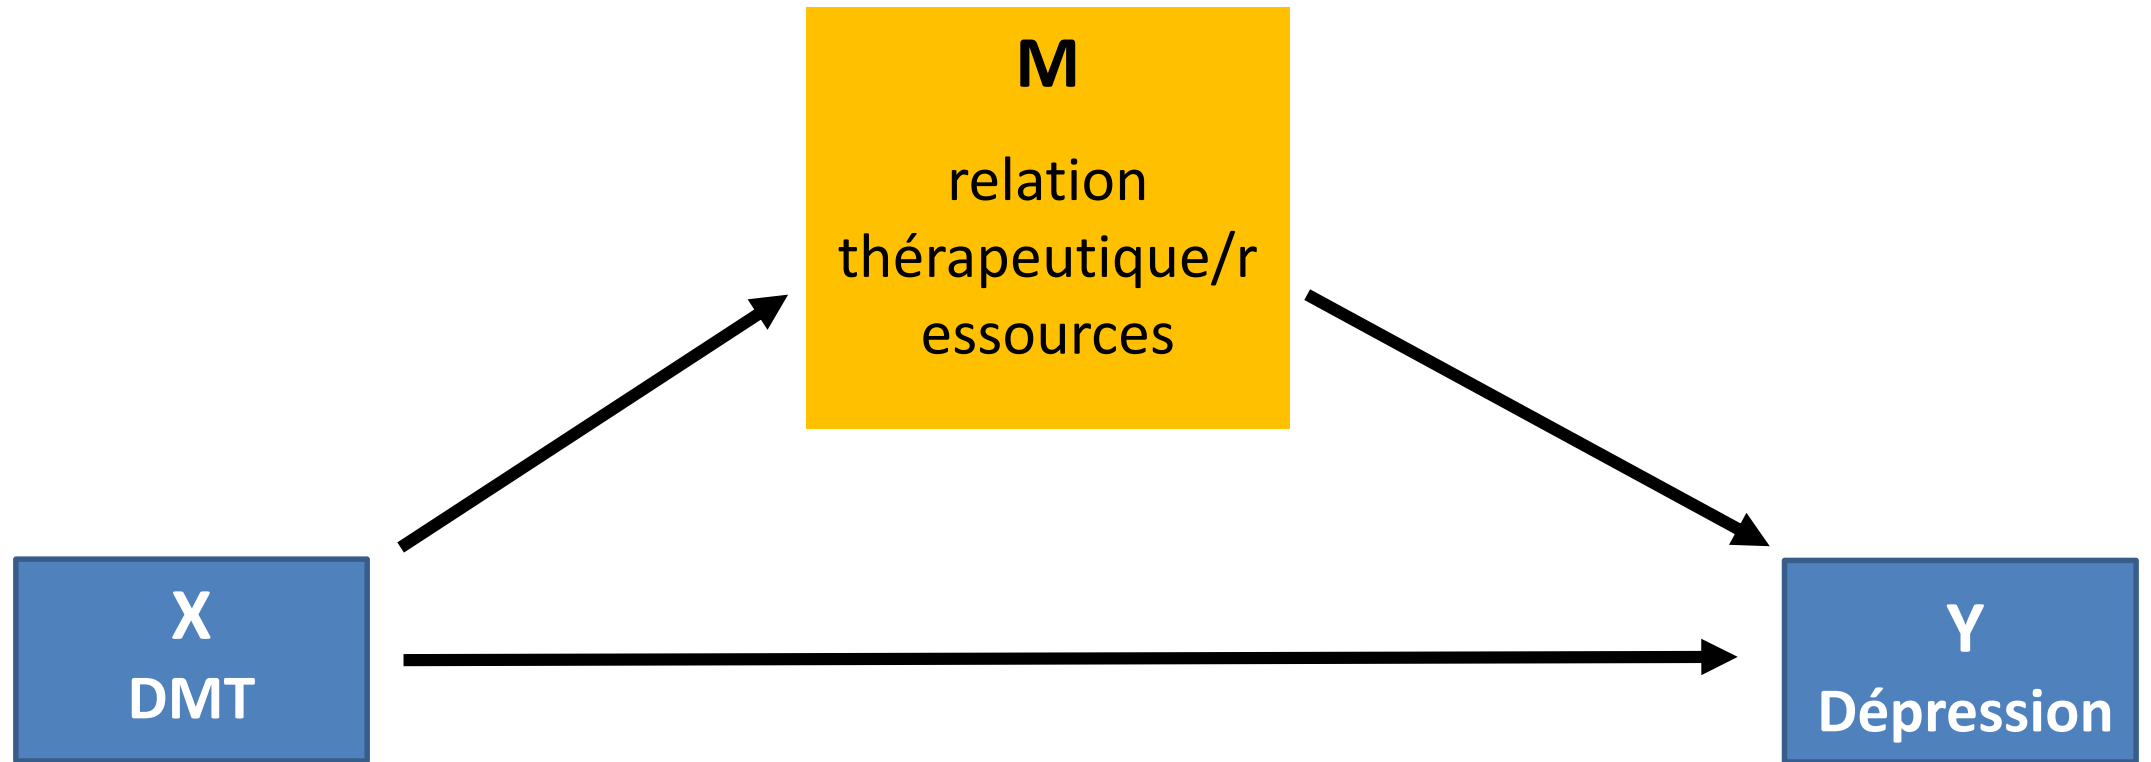 M
relation
thérapeutique/r
essources
X
DMT
Y
Dépression